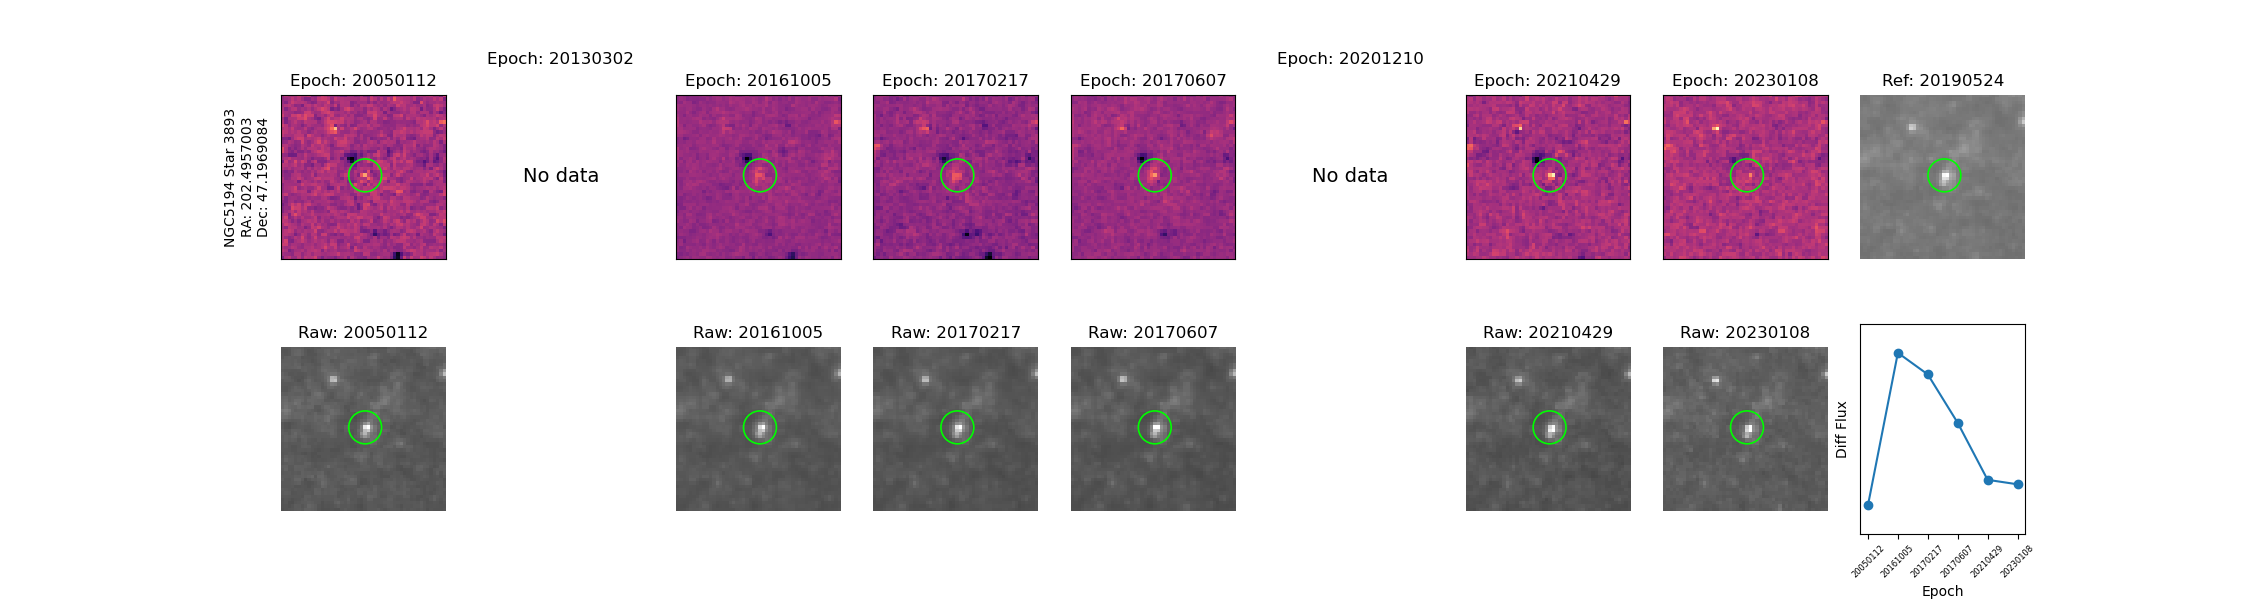 NGC5194 Star 3893
RA: 202.4957003
Dec: 47.1969084
Epoch: 20050112
Epoch: 20130302
No data
Epoch: 20161005
Epoch: 20170217
Epoch: 20170607
Epoch: 20201210
No data
Epoch: 20210429
Epoch: 20230108
Ref: 20190524
Raw: 20050112
Raw: 20161005
Raw: 20170217
Raw: 20170607
Raw: 20210429
Raw: 20230108
Diff Flux
20050112
20161005
20170217
20170607
20210429
20230108
Epoch